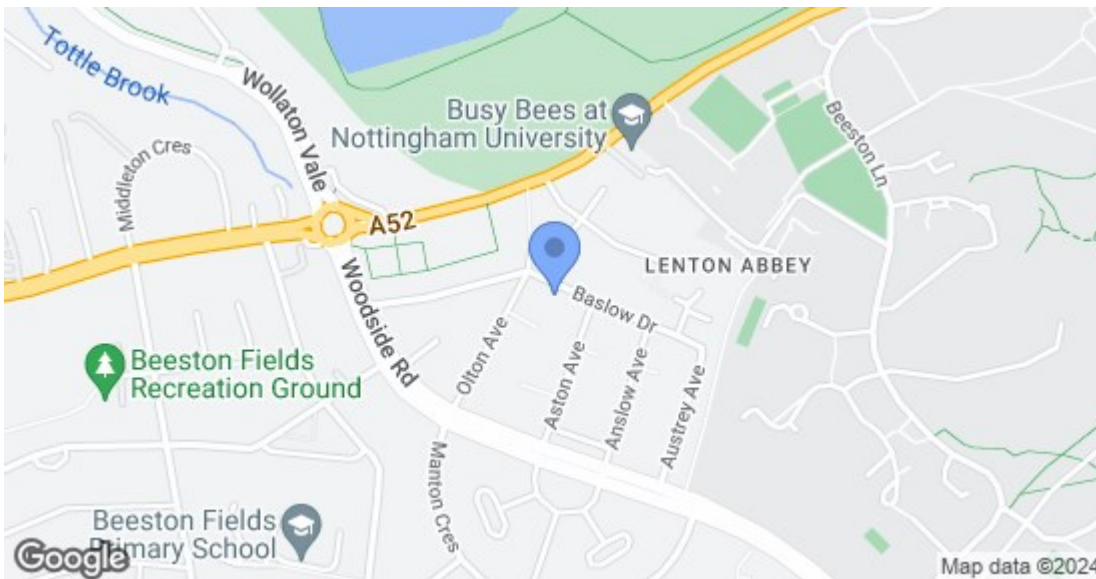 Tottle Brook
Wollaton Vale
Middleton Cres
Busy Bees at
Nottingham University
Beeston Ln
A52
LENTON ABBEY
Woodside Rd
Baslow Dr
Olton Ave
Aston Ave
Anslow Ave
Austrey Ave
Beeston Fields
Recreation Ground
Manton Cres
Beeston Fields
Primary School
Google
Map data ©2024